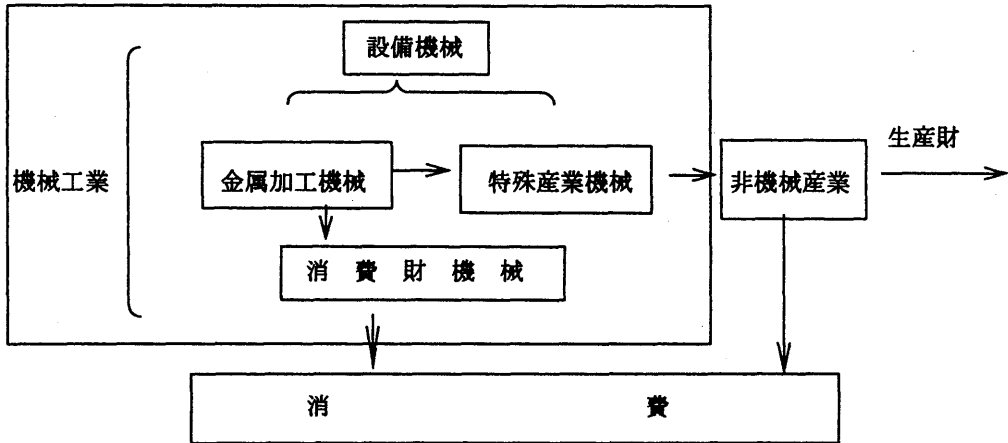 設備機械
生産財
機械工業
金属加工機械
特殊産業機械
非機械産業
消費財機械
消費